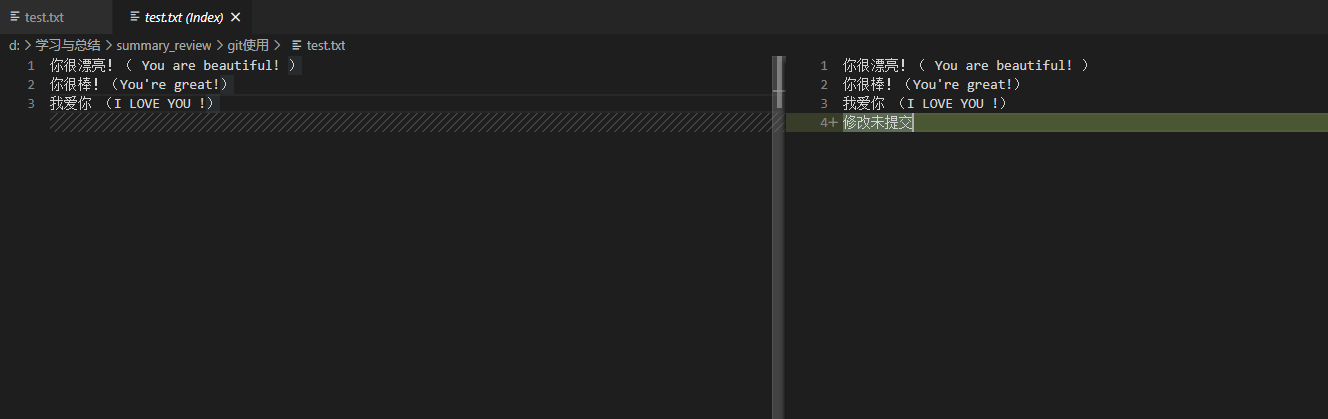 test.txt test.txt (Index)
d: > 学习与总结 > summary_review > git使用 > test.txt
1 你很漂亮!（ You are beautiful! ）
2 你很棒!（You're great!）
3 我爱你 （I LOVE YOU !）
1 你很漂亮!（ You are beautiful! ）
2 你很棒!（You're great!）
3 我爱你 （I LOVE YOU !）
4+ 修改未提交